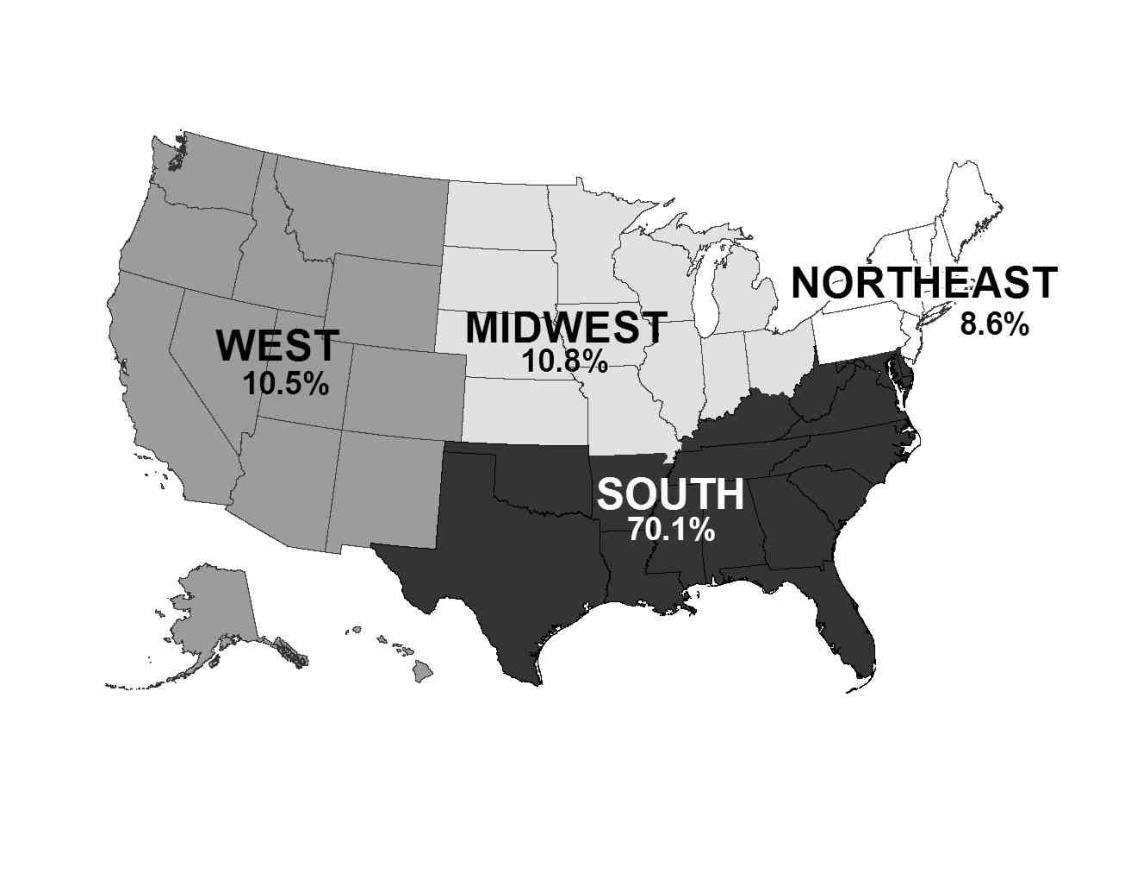 NORTHEAST
8.6%
MIDWEST
10.8%
WEST
10.5%
SOUTH
70.1%